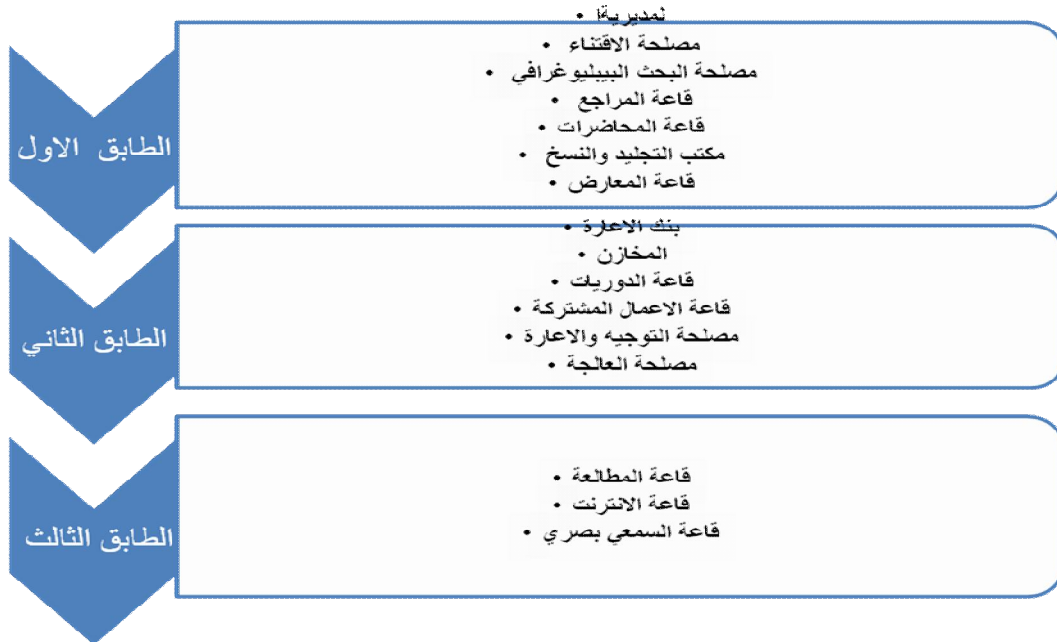 الطابق الاول
لمديريةا •
مصلحة الاقتناء •
مصلحة البحث البيبليوغرافي •
قاعة المراجع •
قاعة المحاضرات •
مكتب التجليد والنسخ •
قاعة المعارض •
الطابق الثاني
بنك الاعارة •
المخازن •
قاعة الدوريات •
قاعة الاعمال المشتركة •
مصلحة التوجيه والاعارة •
مصلحة العالجة •
الطابق الثالث
قاعة المطالعة •
قاعة الانترنت •
قاعة السمعي بصري •